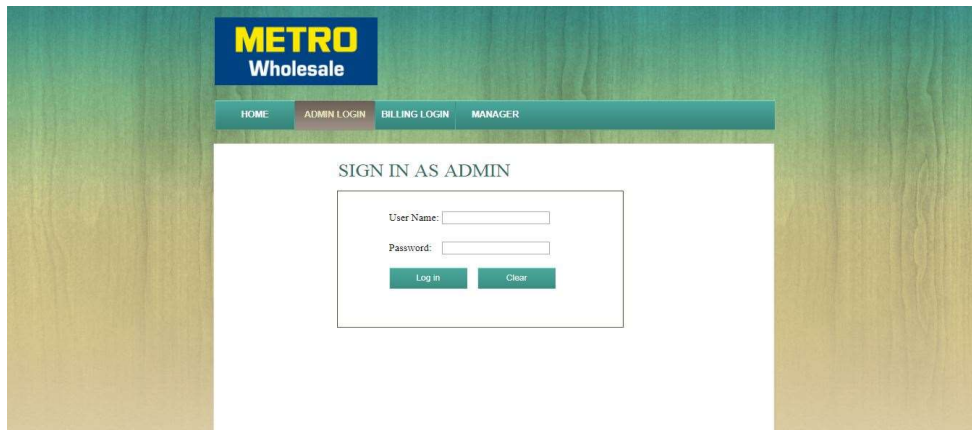 METRO
Wholesale
HOME ADMIN LOGIN BILLING LOGIN MANAGER
SIGN IN AS ADMIN
User Name:
Password:
Log in Clear